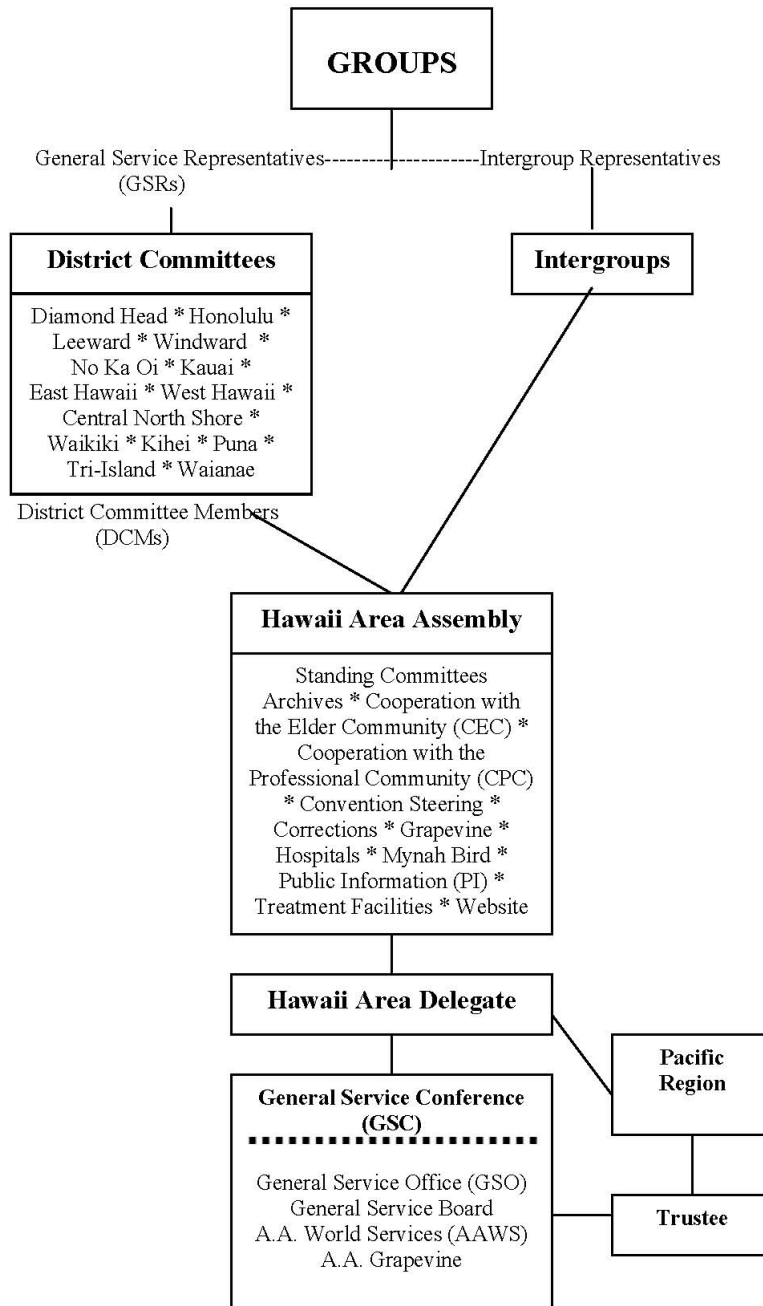 GROUPS
General Service Representatives-----------------------------Intergroup Representatives
(GSRs)
District Committees
Diamond Head * Honolulu *
Leeward * Windward *
No Ka Oi * Kauai *
East Hawaii * West Hawaii *
Central North Shore *
Waikiki * Kihei * Puna *
Tri-Island * Waianae
District Committee Members
(DCMs)
Intergroups
Hawaii Area Assembly
Standing Committees
Archives * Cooperation with
the Elder Community (CEC) *
Cooperation with the
Professional Community (CPC)
* Convention Steering *
Corrections * Grapevine *
Hospitals * Mynah Bird *
Public Information (PI) *
Treatment Facilities * Website
Hawaii Area Delegate
General Service Conference
(GSC)
General Service Office (GSO)
General Service Board
A.A. World Services (AAWS)
A.A. Grapevine
Pacific
Region
Trustee